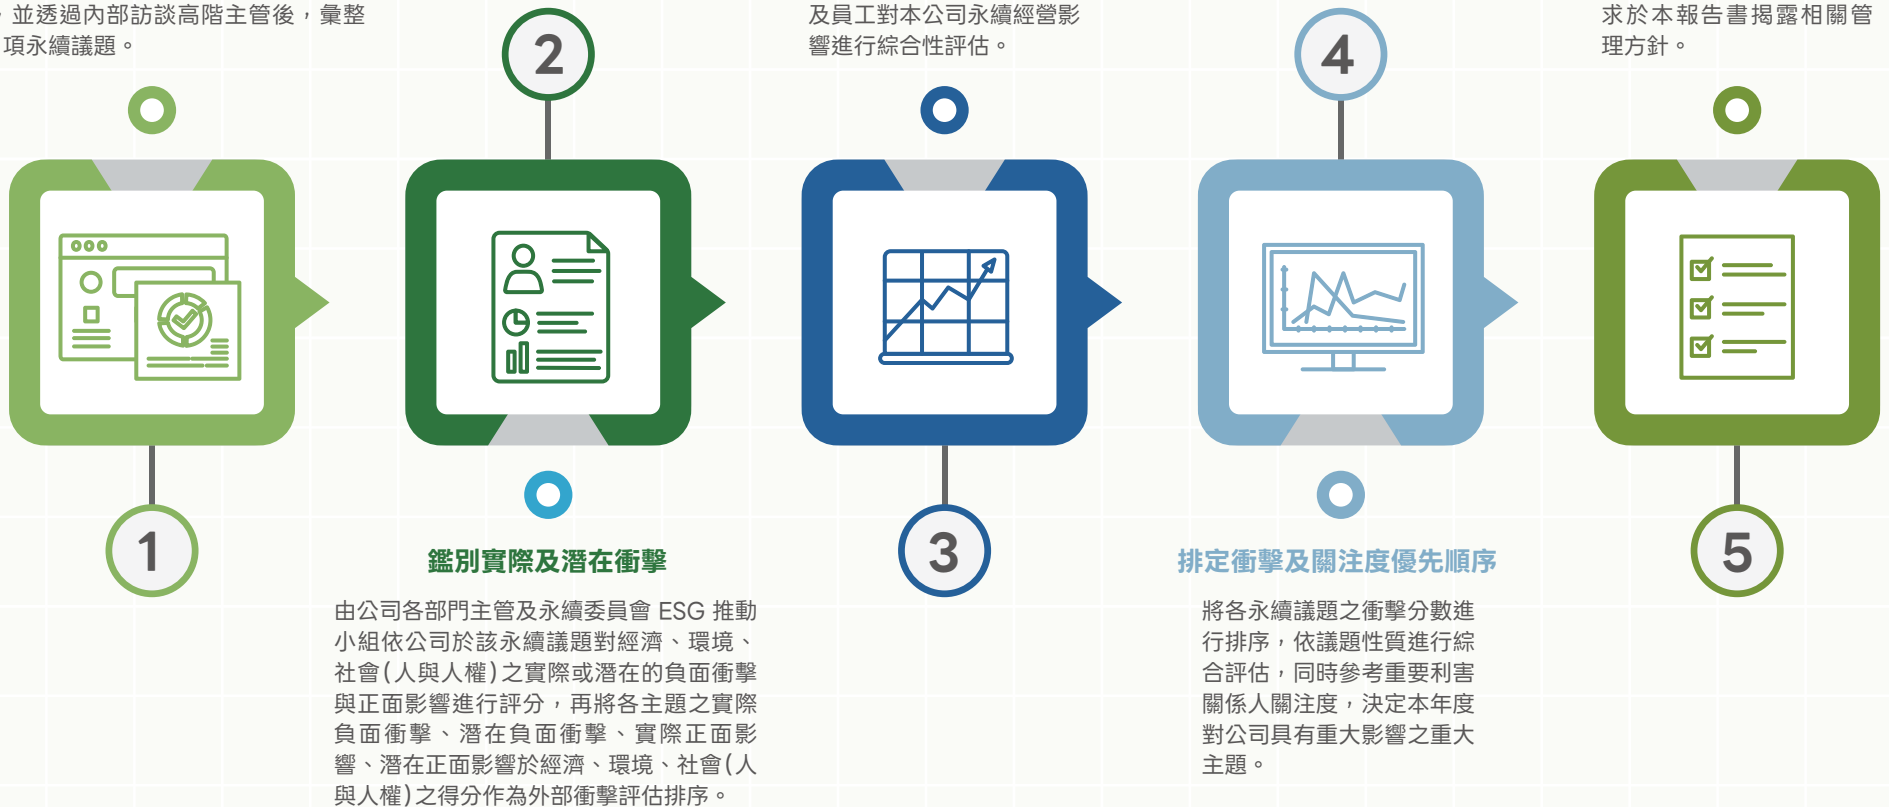 ，並透過內部訪談高階主管後，彙整
項永續議題。
1
2
鑑別實際及潛在衝擊
由公司各部門主管及永續委員會 ESG 推動
小組依公司於該永續議題對經濟、環境、
社會(人與人權)之實際或潛在的負面衝擊
與正面影響進行評分，再將各主題之實際
負面衝擊、潛在負面衝擊、實際正面影
響、潛在正面影響於經濟、環境、社會(人
與人權)之得分作為外部衝擊評估排序。
及員工對本公司永續經營影
響進行綜合性評估。
3
4
排定衝擊及關注度優先順序
將各永續議題之衝擊分數進
行排序，依議題性質進行綜
合評估，同時參考重要利害
關係人關注度，決定本年度
對公司具有重大影響之重大
主題。
求於本報告書揭露相關管
理方針。
5